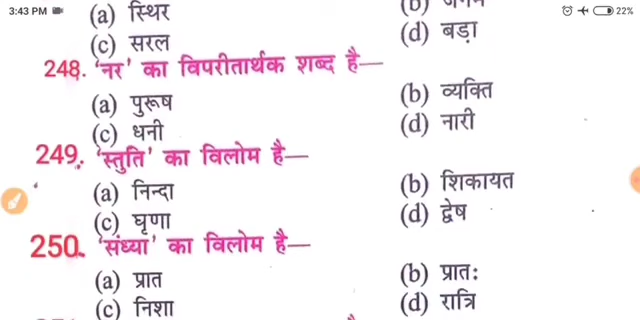 3:43 PM
22%
(a) स्थिर
(b)
(c) सरल
(d) बड़ा
248. 'नर' का विपरीतार्थक शब्द है—
(a) पुरूष
(b) व्यक्ति
(c) धनी
(d) नारी
249. 'स्तुति' का विलोम है—
(a) निन्दा
(b) शिकायत
(c) घृणा
(d) द्वेष
250. 'संध्या' का विलोम है—
(a) प्रात
(b) प्रातः
(c) निशा
(d) रात्रि